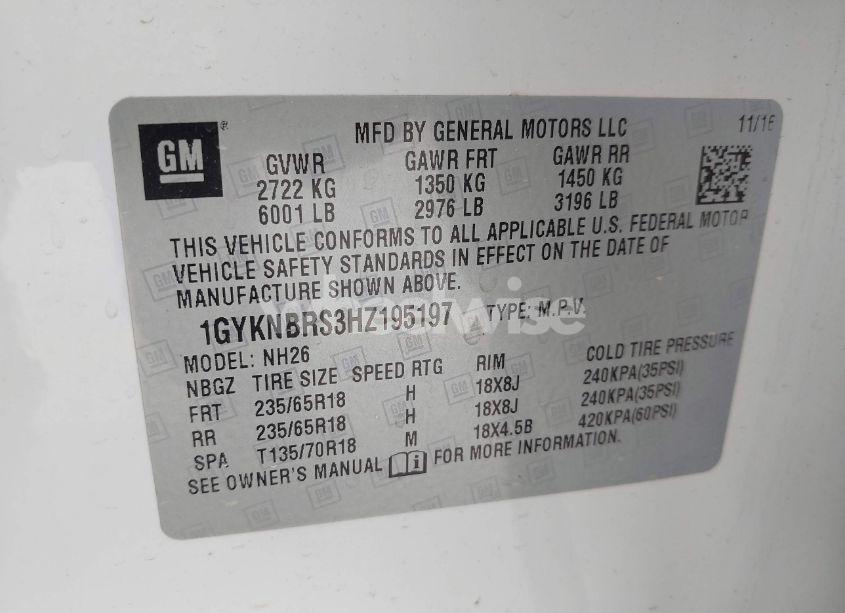 GM®
MFD BY GENERAL MOTORS LLC 11/16
GVWR GAWR FRT GAWR RR
2722 KG 1350 KG 1450 KG
6001 LB 2976 LB 3196 LB
THIS VEHICLE CONFORMS TO ALL APPLICABLE U.S. FEDERAL MOTOR
VEHICLE SAFETY STANDARDS IN EFFECT ON THE DATE OF
MANUFACTURE SHOWN ABOVE.
1GYKNBRS3HZ195197 TYPE: M.P.V.
MODEL: NH26
NBGZ TIRE SIZE SPEED RTG RIM COLD TIRE PRESSURE
FRT 235/65R18 H 18X8J 240KPA(35PSI)
RR 235/65R18 H 18X8J 240KPA(35PSI)
SPA T135/70R18 M 18X4.5B 420KPA(60PSI)
SEE OWNER'S MANUAL i FOR MORE INFORMATION.